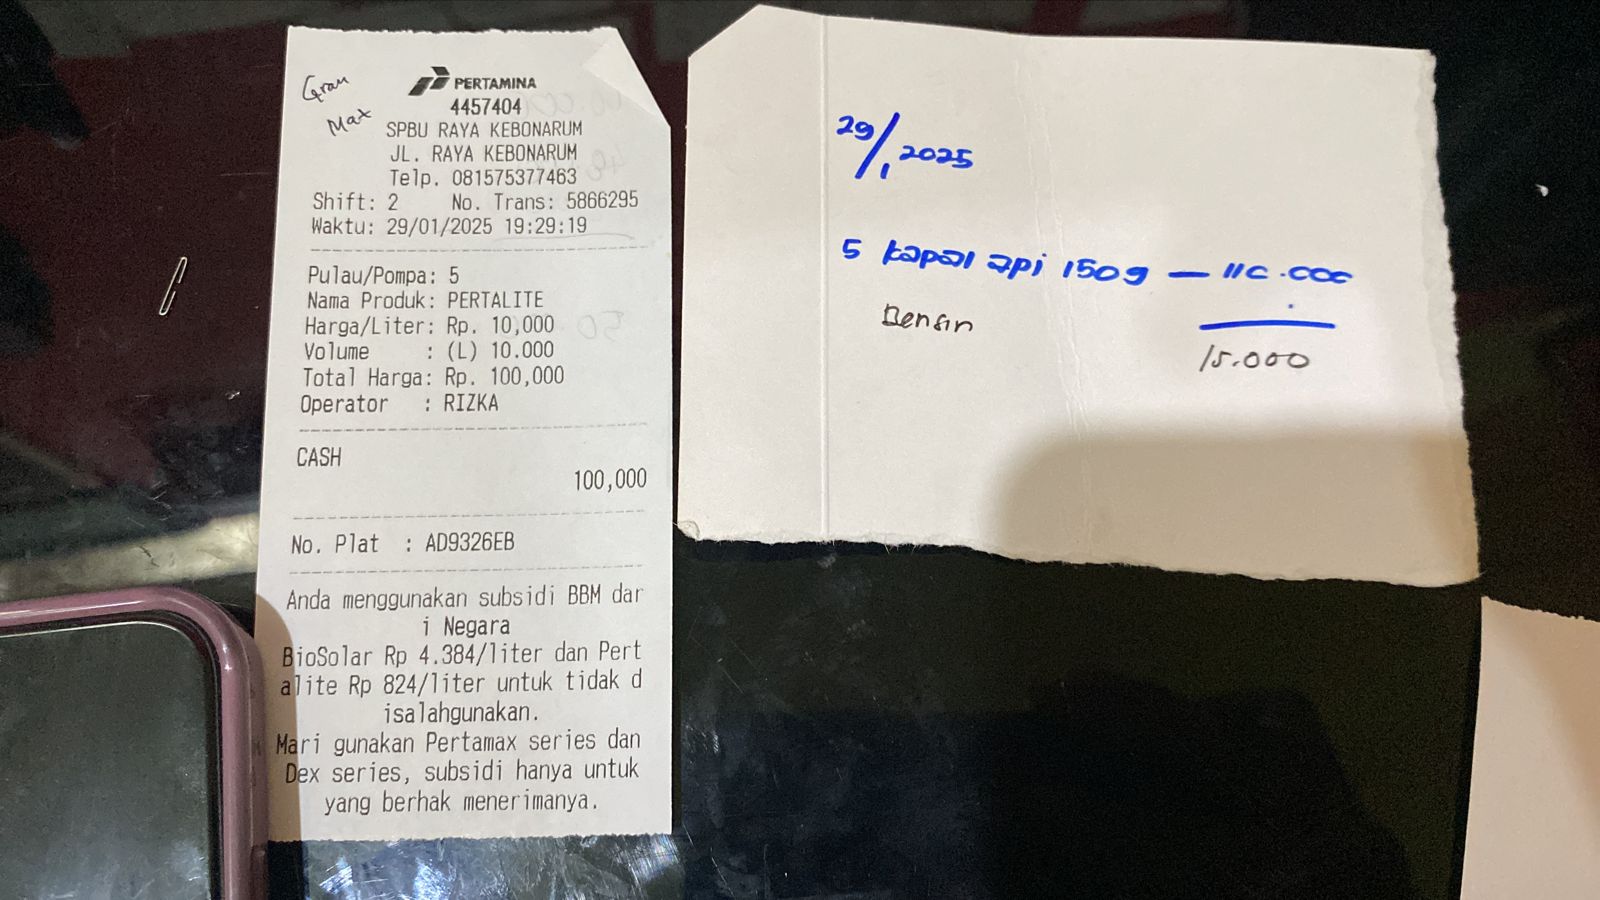 Gran
Max
PERTAMINA
4457404
SPBU RAYA KEBONARUM
JL. RAYA KEBONARUM
Telp. 081575377463
Shift: 2 No. Trans: 5866295
Waktu: 29/01/2025 19:29:19
Pulau/Pompa: 5
Nama Produk: PERTALITE
Harga/Liter: Rp. 10,000
Volume : (L) 10.000
Total Harga: Rp. 100,000
Operator : RIZKA
CASH
100,000
No. Plat : AD9326EB
Anda menggunakan subsidi BBM dar
i Negara
BioSolar Rp 4.384/liter dan Pert
alite Rp 824/liter untuk tidak d
isalahgunakan.
Mari gunakan Pertamax series dan
Dex series, subsidi hanya untuk
yang berhak menerimanya.
29/1 2025
5 kapal api 150g — 110.000
Bensin
15.000